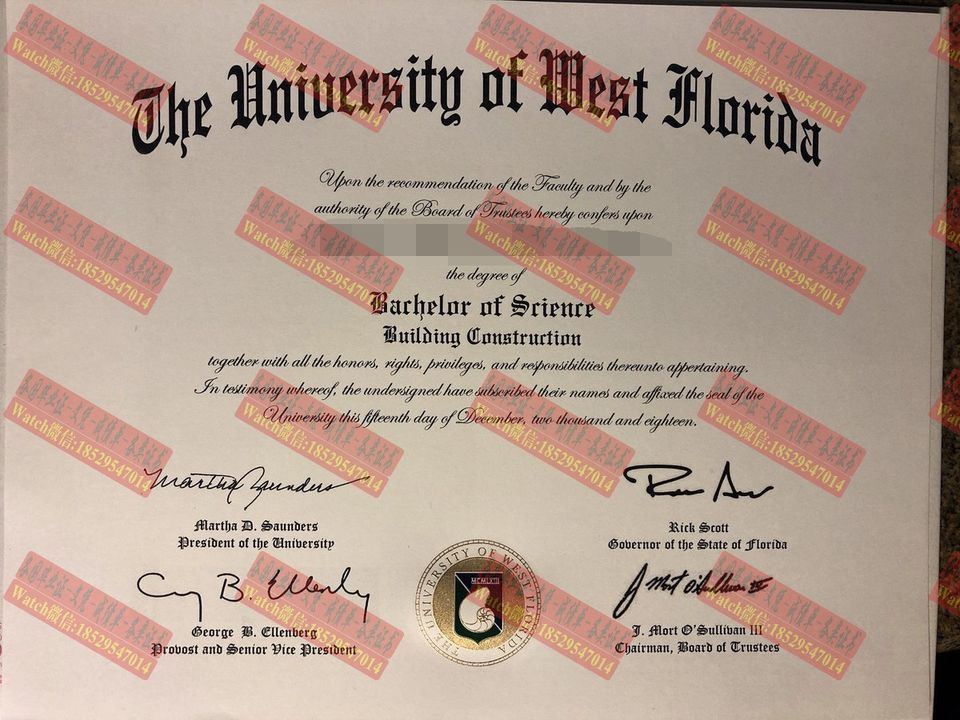 The University of West Florida
Upon the recommendation of the Faculty and by the
authority of the Board of Trustees hereby confers upon
the degree of
Bachelor of Science
Building Construction
together with all the honors, rights, privileges, and responsibilities thereunto appertaining.
In testimony whereof, the undersigned have subscribed their names and affixed the seal of the
University this fifteenth day of December, two thousand and eighteen.
Martha D. Saunders
President of the University
Rick Scott
Governor of the State of Florida
George B. Ellenberg
Provost and Senior Vice President
J. Mort O'Sullivan III
Chairman, Board of Trustees
THE UNIVERSITY OF WEST FLORIDA
MCMLXIII
Watch微信:18529547014